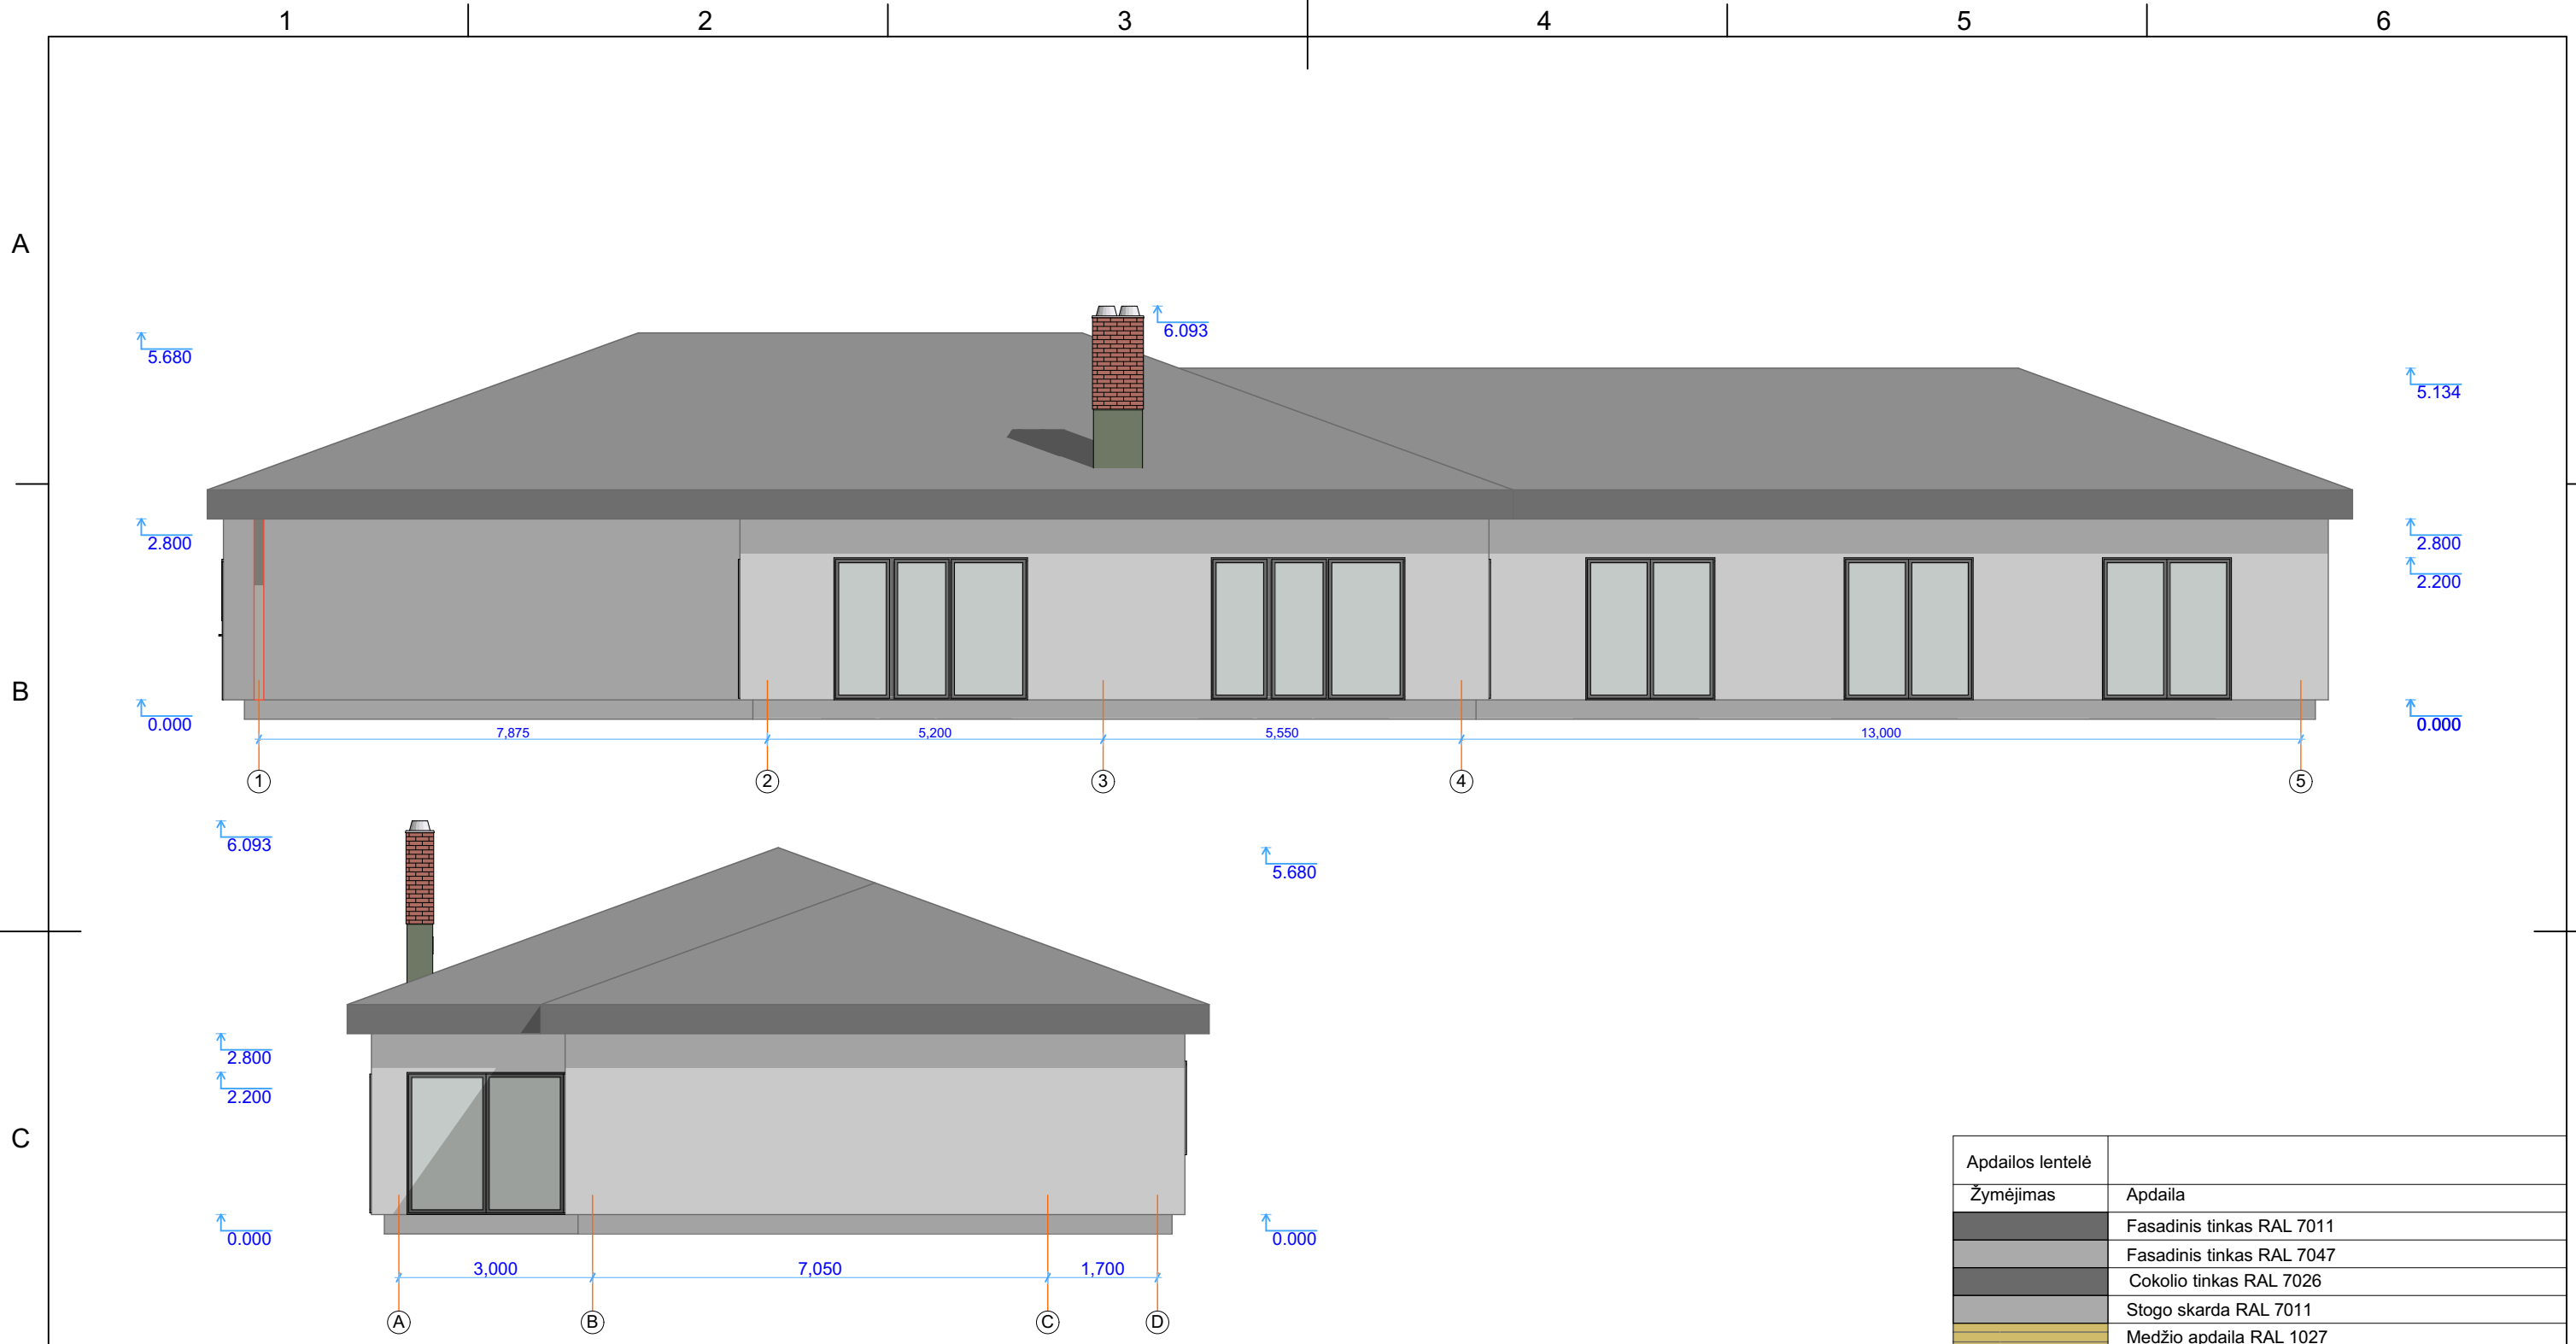 1 2 3 4 5 6
A
6.093
5.680
5.134
2.800 2.800
2.200
B
0.000 0.000
7,875 5,200 5,550 13,000
1 2 3 4 5
6.093
5.680
2.800
2.200
C
Apdailos lentelė
Žymėjimas Apdaila
Fasadinis tinkas RAL 7011
0.000 0.000
Fasadinis tinkas RAL 7047
3,000 7,050 1,700
Cokolio tinkas RAL 7026
Stogo skarda RAL 7011
A B C D
Medžio apdaila RAL 1027